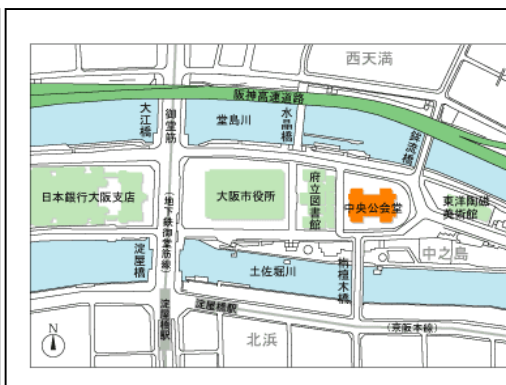 西天満
阪神高速道路
大江橋
御堂筋
堂島川
水晶橋
鉾流橋
日本銀行大阪支店
(地下鉄御堂筋線)
大阪市役所
府立図書館
中央公会堂
東洋陶磁
美術館
中之島
淀屋橋
土佐堀川
栴檀木橋
淀屋橋駅
淀屋橋駅
(京阪本線)
北浜
N